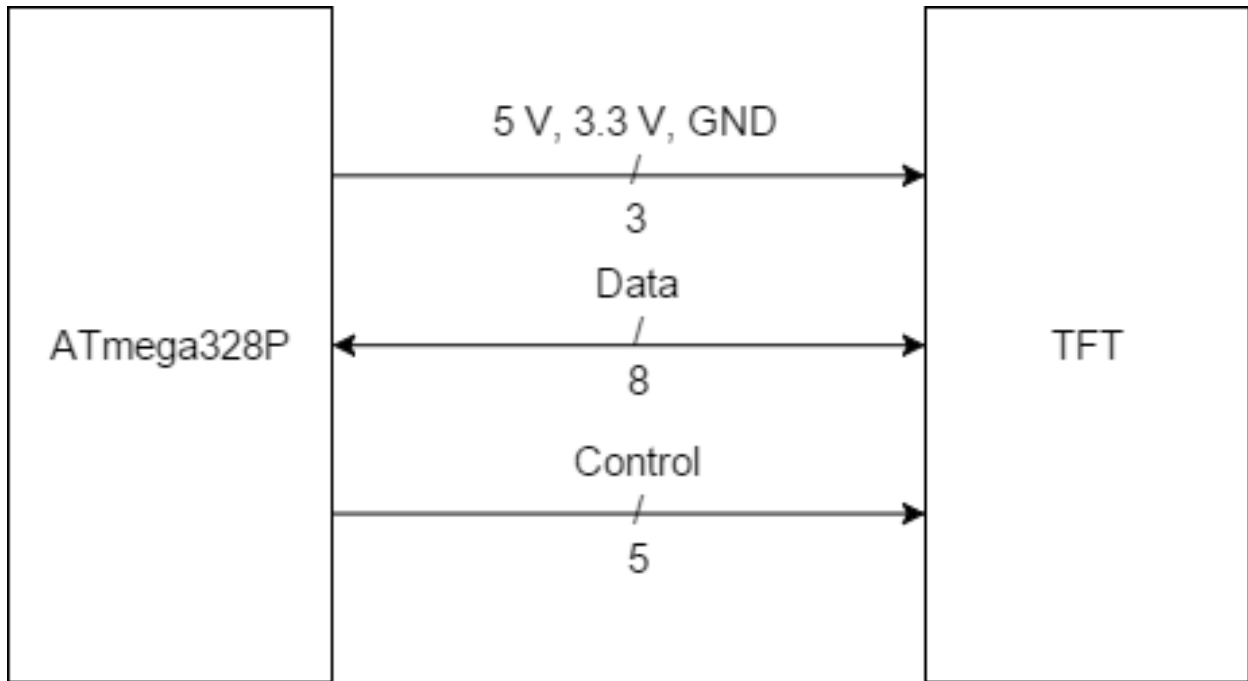 5 V, 3.3 V, GND
3
Data
ATmega328P
8
TFT
Control
5